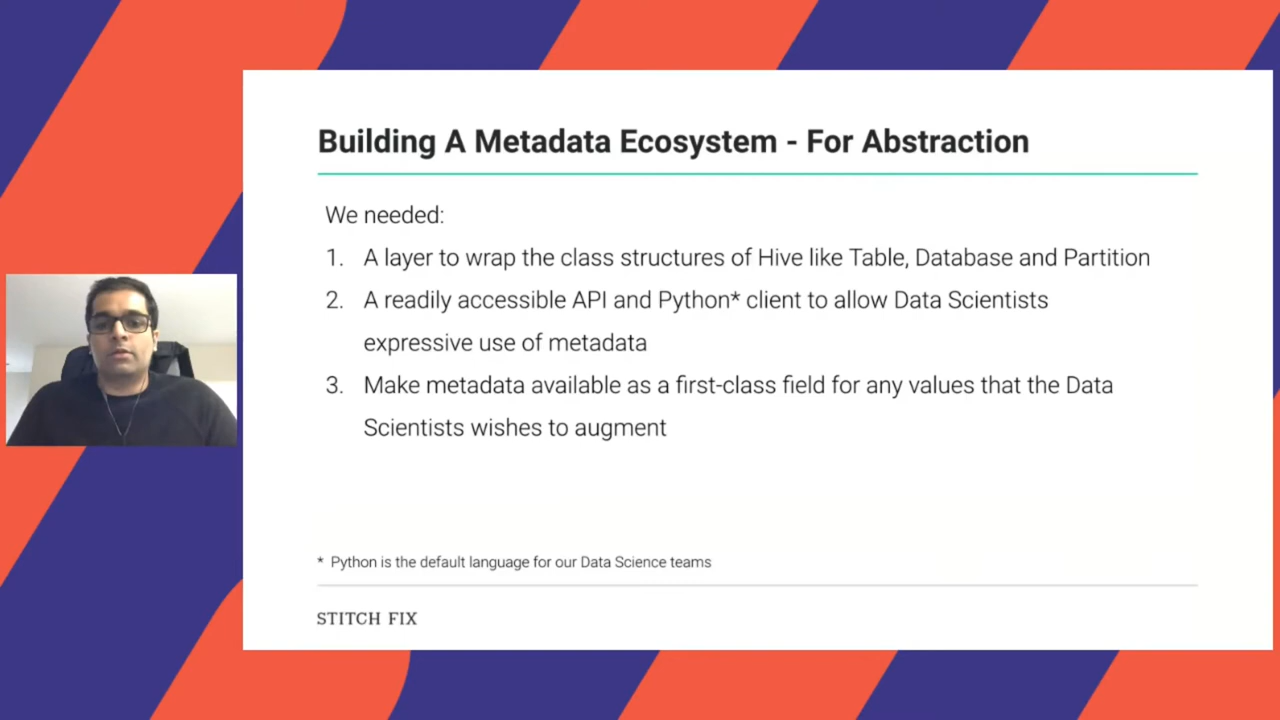 Building A Metadata Ecosystem - For Abstraction
We needed:
1. A layer to wrap the class structures of Hive like Table, Database and Partition
2. A readily accessible API and Python* client to allow Data Scientists
expressive use of metadata
3. Make metadata available as a first-class field for any values that the Data
Scientists wishes to augment
* Python is the default language for our Data Science teams
STITCH FIX